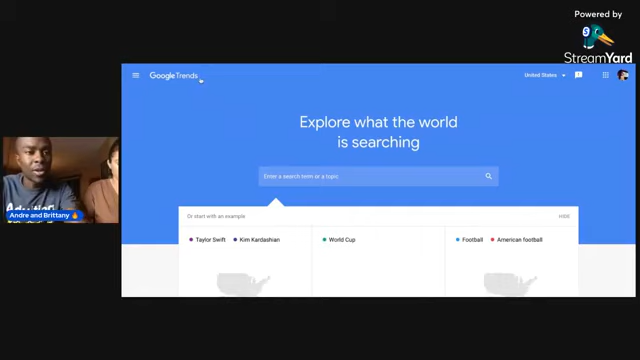 Powered by
S
StreamYard
Google Trends
United States
Explore what the world
is searching
Enter a search term or a topic
Or start with an example
HIDE
Taylor Swift
Kim Kardashian
World Cup
Football
American football
Andre and Brittany 🔥